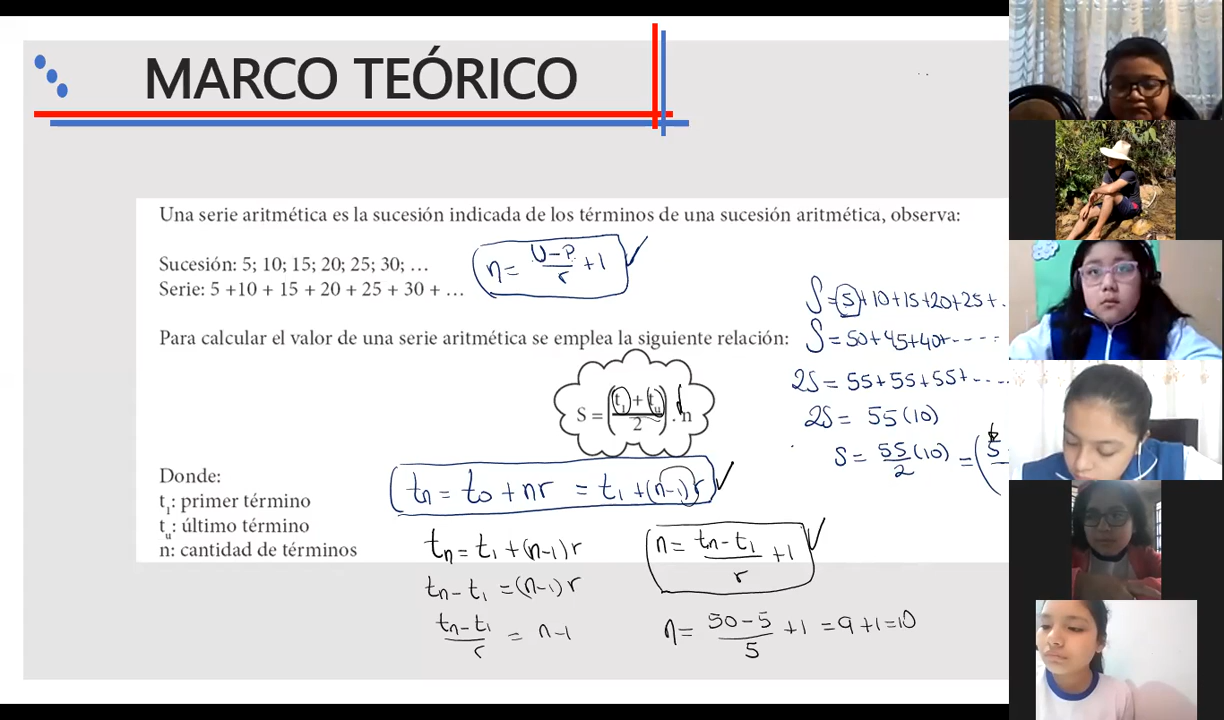 MARCO TEÓRICO
Una serie aritmética es la sucesión indicada de los términos de una sucesión aritmética, observa:
Sucesión: 5; 10; 15; 20; 25; 30; …
Serie: 5 +10 + 15 + 20 + 25 + 30 + …
n = (U-P)/r + 1
Para calcular el valor de una serie aritmética se emplea la siguiente relación:
S = ((t₁ + tᵤ)/2) . n
S = 5+10+15+20+25+..
S = 50+45+40+----
2S = 55+55+55+-...
2S = 55(10)
S = 55/2 (10) = (5
Donde:
t₁: primer término
tᵤ: último término
n: cantidad de términos
tn = t₀ + nr = t₁ + (n-1)r
tn = t₁ + (n-1)r
tn - t₁ = (n-1)r
(tn - t₁)/r = n-1
n = (tn - t₁)/r + 1
n = (50-5)/5 + 1 = 9+1 = 10